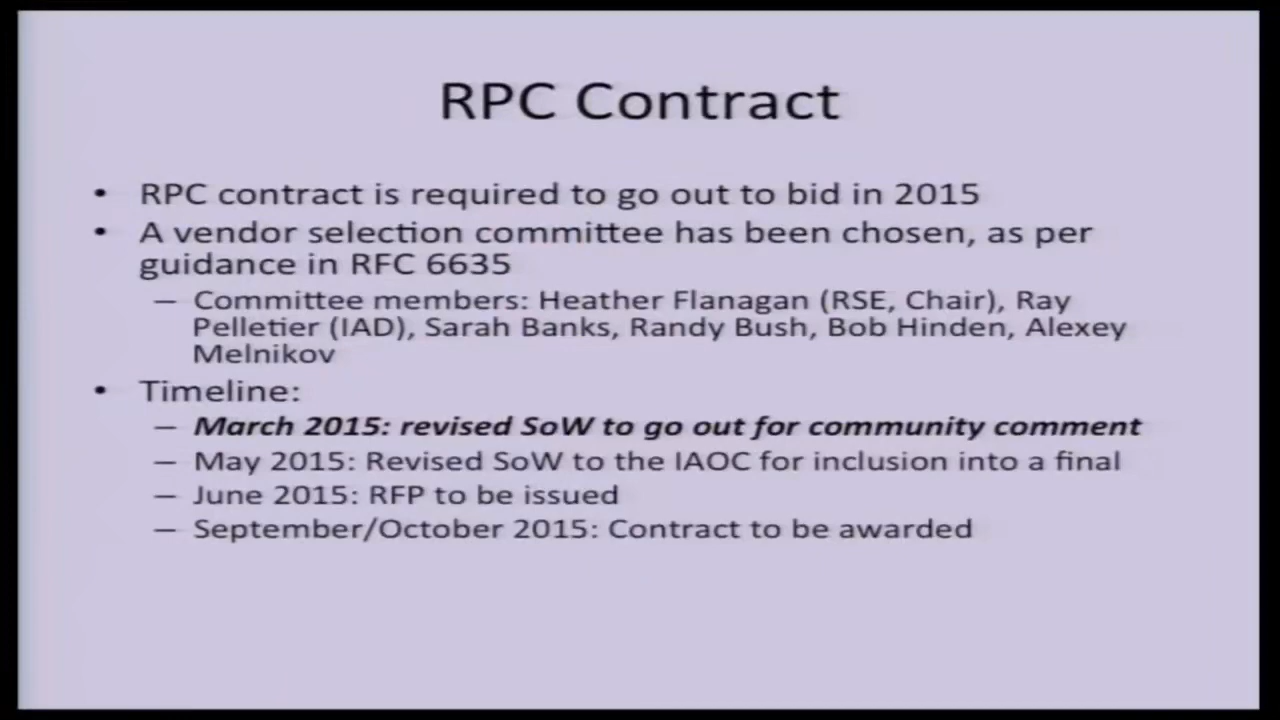 RPC Contract
• RPC contract is required to go out to bid in 2015
• A vendor selection committee has been chosen, as per
guidance in RFC 6635
– Committee members: Heather Flanagan (RSE, Chair), Ray
Pelletier (IAD), Sarah Banks, Randy Bush, Bob Hinden, Alexey
Melnikov
• Timeline:
– March 2015: revised SoW to go out for community comment
– May 2015: Revised SoW to the IAOC for inclusion into a final
– June 2015: RFP to be issued
– September/October 2015: Contract to be awarded